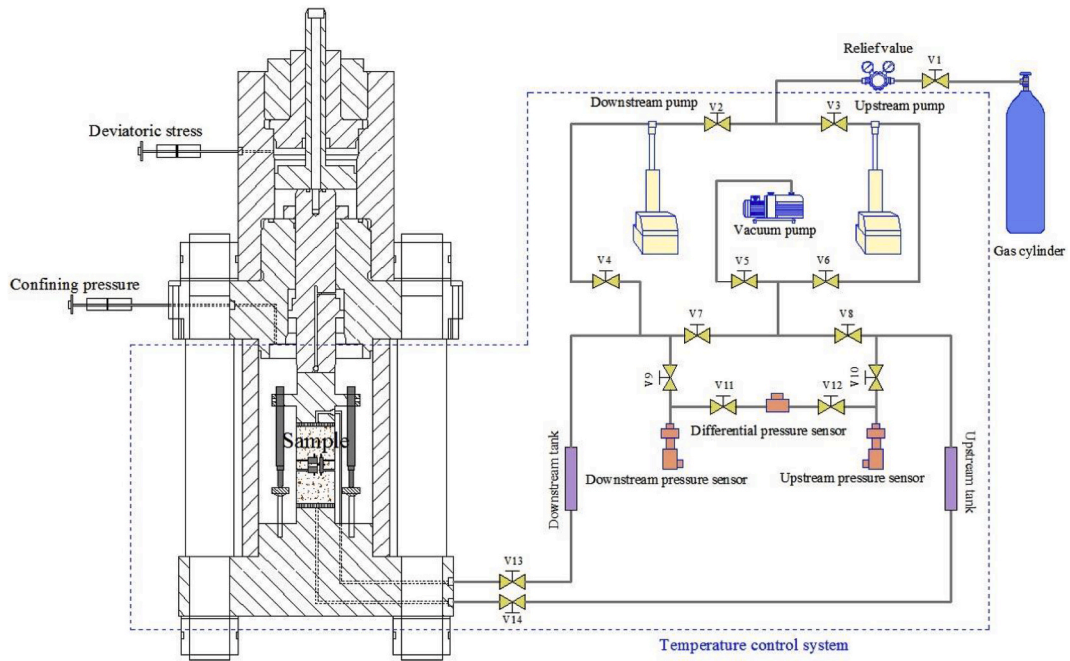 Relief value
V1
Downstream pump
V2
V3
Upstream pump
Deviatoric stress
Vacuum pump
Gas cylinder
V4
V5
V6
Confining pressure
V7
V8
V9
V10
V11
V12
Differential pressure sensor
Sample
Downstream tank
Downstream pressure sensor
Upstream pressure sensor
Upstream tank
V13
V14
Temperature control system